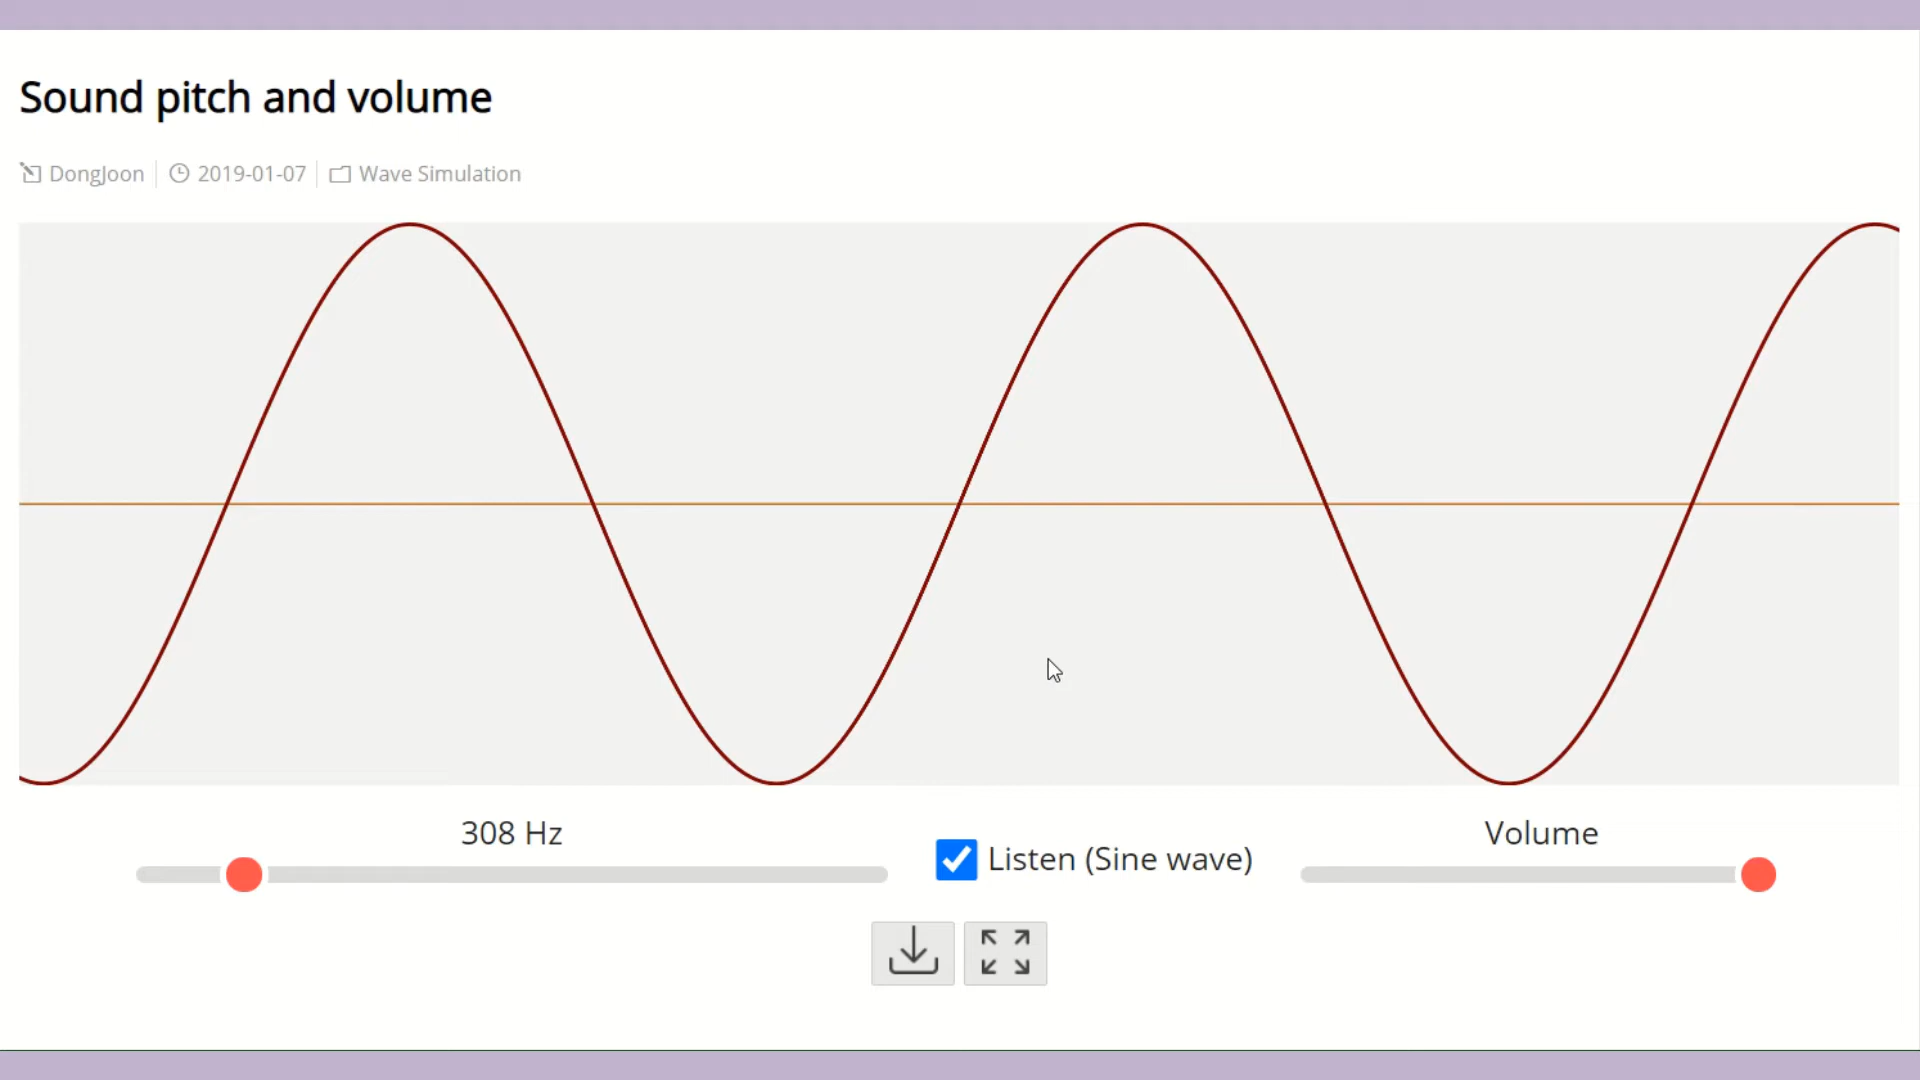 Sound pitch and volume
DongJoon 2019-01-07 Wave Simulation
308 Hz
Listen (Sine wave)
Volume